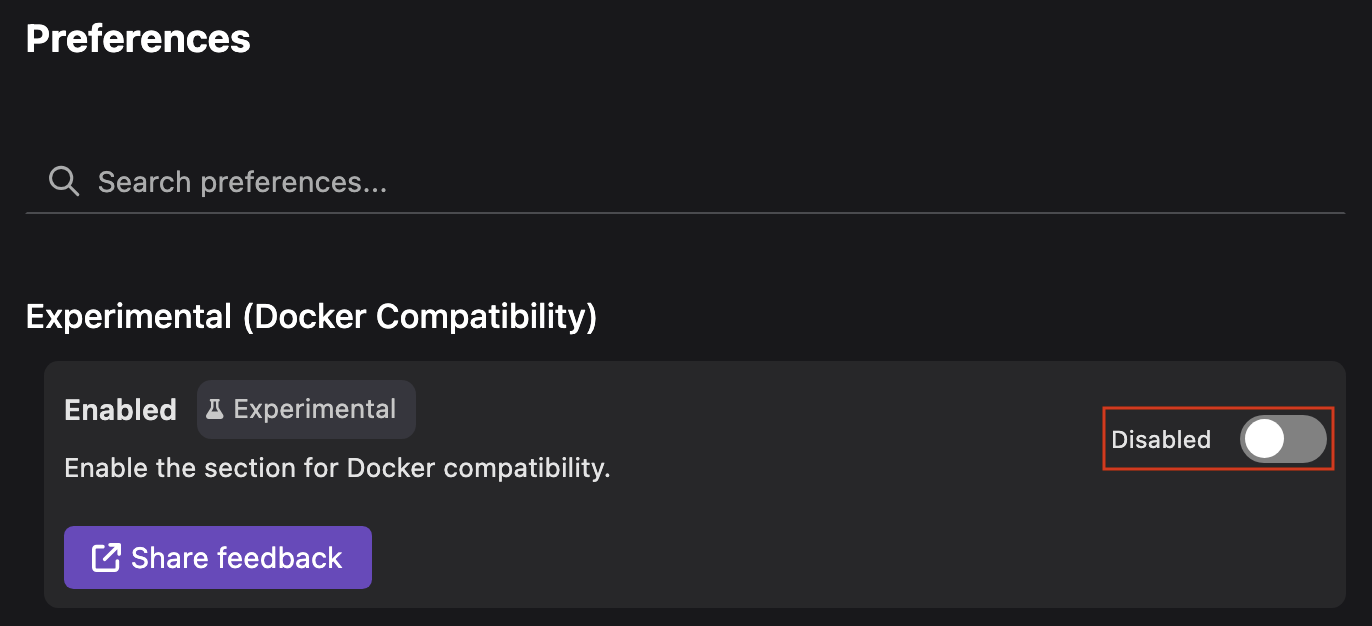 Preferences
Search preferences...
Experimental (Docker Compatibility)
Enabled Experimental
Disabled
Enable the section for Docker compatibility.
Share feedback